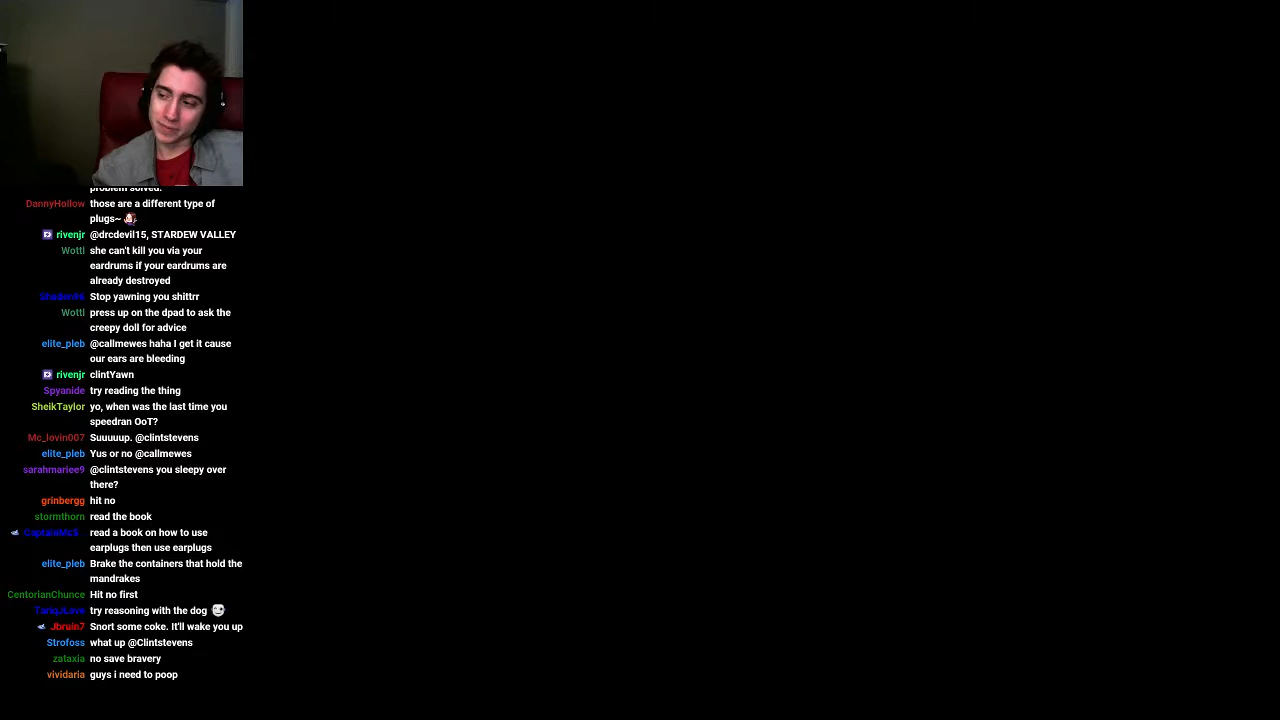 problem solved.
DannyHollow those are a different type of
plugs~
rivenjr @drcdevil15, STARDEW VALLEY
Wottl she can't kill you via your
eardrums if your eardrums are
already destroyed
Stop yawning you shittrr
Wottl press up on the dpad to ask the
creepy doll for advice
elite_pleb @callmewes haha I get it cause
our ears are bleeding
rivenjr clintYawn
Spyanide try reading the thing
SheikTaylor yo, when was the last time you
speedran OoT?
Mc_lovin007 Suuuuup. @clintstevens
elite_pleb Yus or no @callmewes
sarahmariee9 @clintstevens you sleepy over
there?
grinbergg hit no
stormthorn read the book
read a book on how to use
earplugs then use earplugs
elite_pleb Brake the containers that hold the
mandrakes
CentorianChunce Hit no first
try reasoning with the dog
Jbruin7 Snort some coke. It'll wake you up
Strofoss what up @Clintstevens
zataxia no save bravery
vividaria guys i need to poop